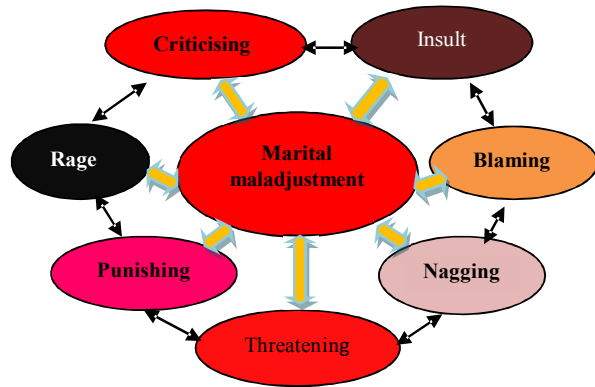 Criticising
Insult
Rage
Marital
maladjustment
Blaming
Punishing
Nagging
Threatening